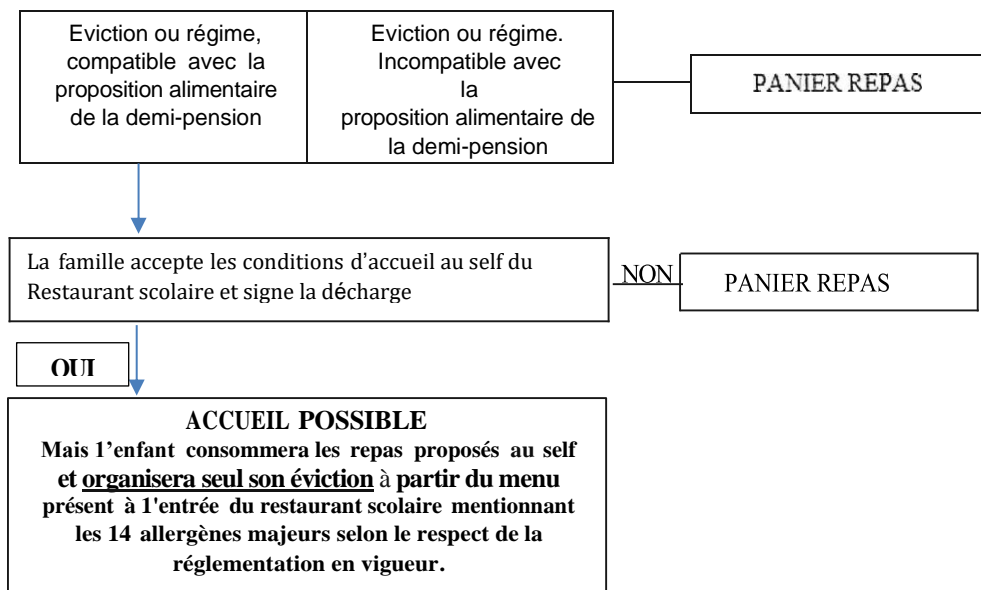 Eviction ou régime,
compatible avec la
proposition alimentaire
de la demi-pension
Eviction ou régime.
Incompatible avec
la
proposition alimentaire de
la demi-pension
PANIER REPAS
La famille accepte les conditions d’accueil au self du
Restaurant scolaire et signe la décharge
NON
PANIER REPAS
OUI
ACCUEIL POSSIBLE
Mais 1’enfant consommera les repas proposés au self
et organisera seul son éviction à partir du menu
présent à 1'entrée du restaurant scolaire mentionnant
les 14 allergènes majeurs selon le respect de la
réglementation en vigueur.